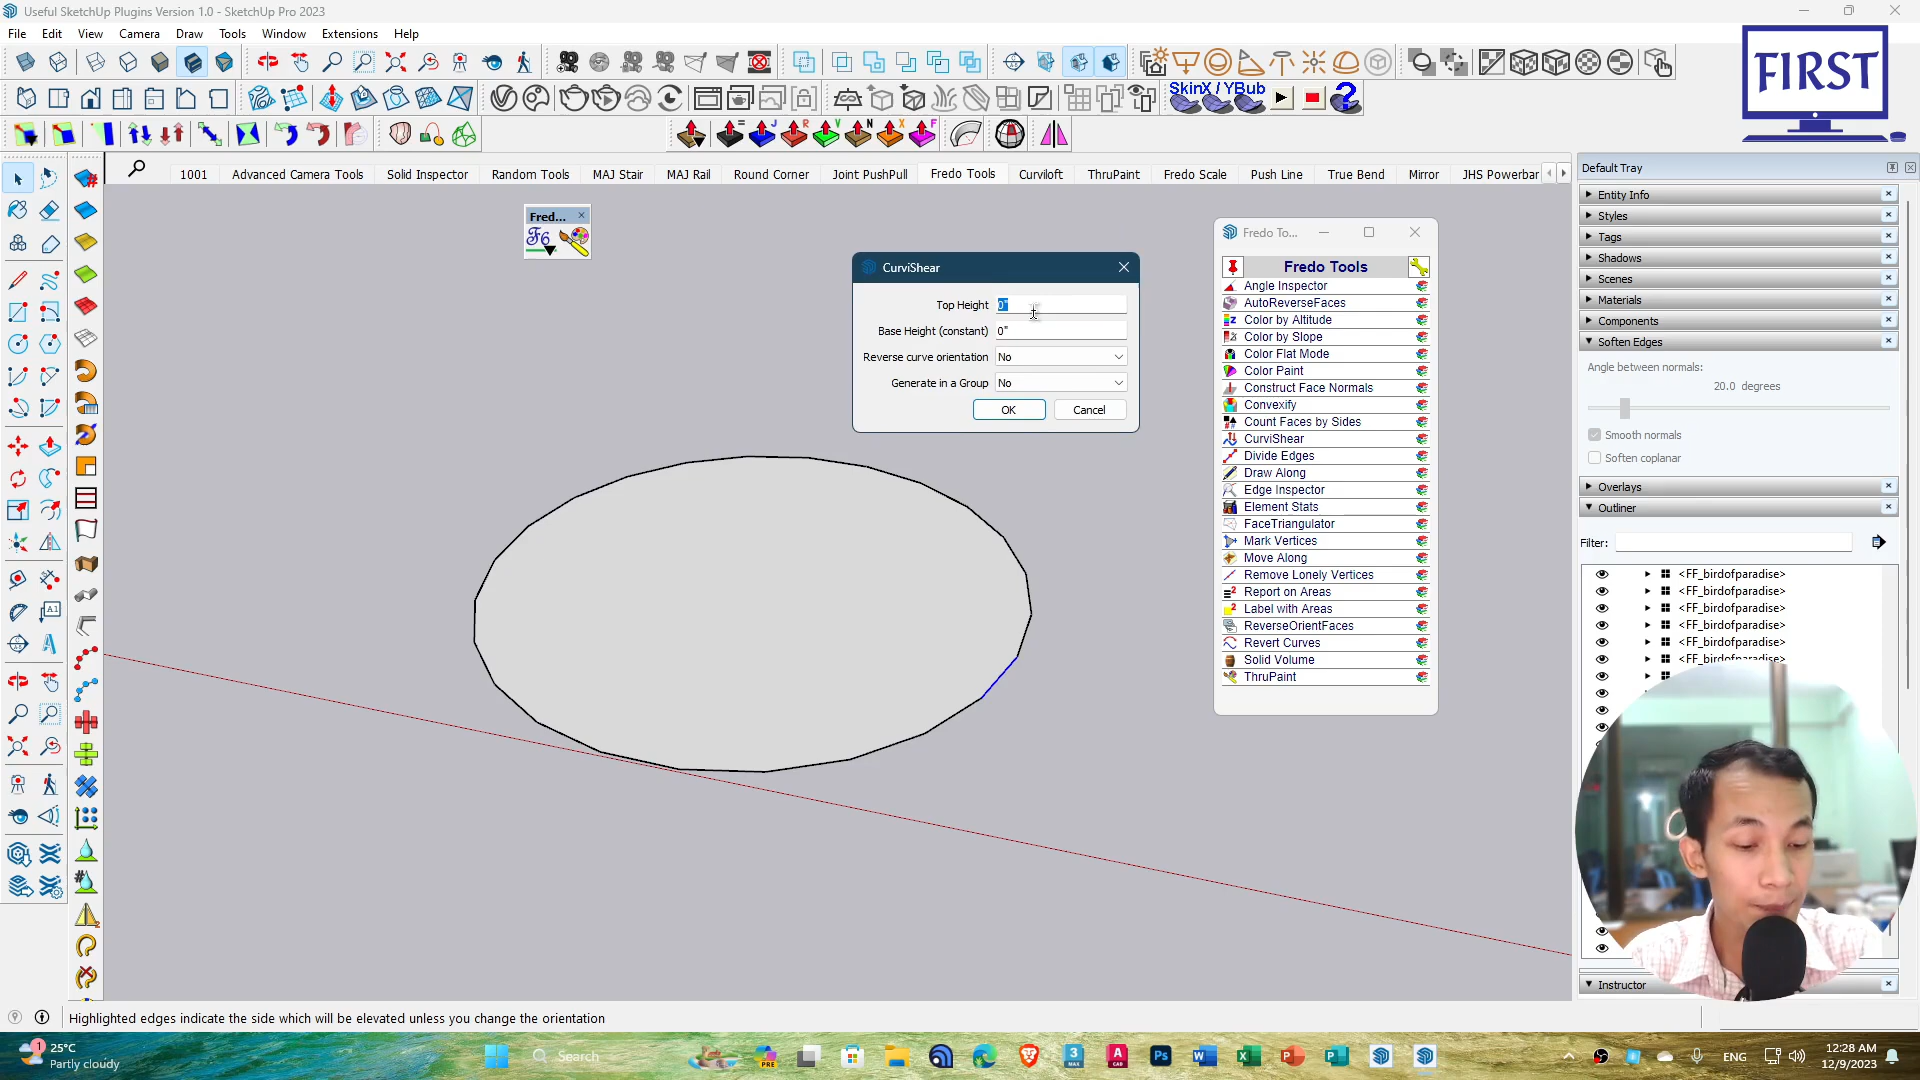 Useful SketchUp Plugins Version 1.0 - SketchUp Pro 2023
File Edit View Camera Draw Tools Window Extensions Help
FIRST
SkinX / YBub
1001 Advanced Camera Tools Solid Inspector Random Tools MAJ Stair MAJ Rail Round Corner Joint PushPull Fredo Tools Curviloft ThruPaint Fredo Scale Push Line True Bend Mirror JHS Powerbar
Default Tray
Entity Info
Styles
Tags
Shadows
Scenes
Materials
Components
Soften Edges
Angle between normals:
20.0 degrees
Smooth normals
Soften coplanar
Overlays
Outliner
Filter:
<FF_birdofparadise>
<FF_birdofparadise>
<FF_birdofparadise>
<FF_birdofparadise>
<FF_birdofparadise>
<FF_birdofparadise>
Instructor
Fred...
F6
CurviShear
Top Height 0"
Base Height (constant) 0"
Reverse curve orientation No
Generate in a Group No
OK Cancel
Fredo To...
Fredo Tools
Angle Inspector
AutoReverseFaces
Color by Altitude
Color by Slope
Color Flat Mode
Color Paint
Construct Face Normals
Convexify
Count Faces by Sides
CurviShear
Divide Edges
Draw Along
Edge Inspector
Element Stats
FaceTriangulator
Mark Vertices
Move Along
Remove Lonely Vertices
Report on Areas
Label with Areas
ReverseOrientFaces
Revert Curves
Solid Volume
ThruPaint
Highlighted edges indicate the side which will be elevated unless you change the orientation
25°C
Partly cloudy
Search
ENG
12:28 AM
12/9/2023